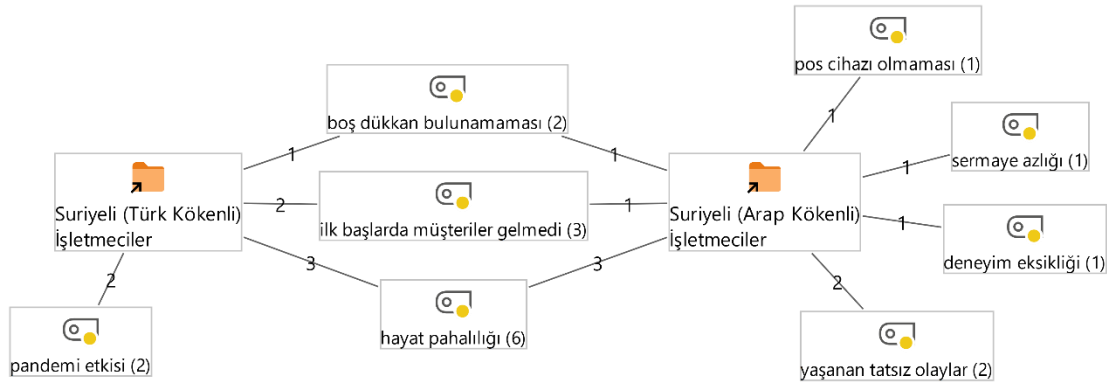 pos cihazı olmaması (1)
boş dükkan bulunamaması (2)
1
1
1
1
sermaye azlığı (1)
Suriyeli (Türk Kökenli)
İşletmeciler
2
ilk başlarda müşteriler gelmedi (3)
1
Suriyeli (Arap Kökenli)
İşletmeciler
1
deneyim eksikliği (1)
3
hayat pahalılığı (6)
3
2
pandemi etkisi (2)
2
yaşanan tatsız olaylar (2)